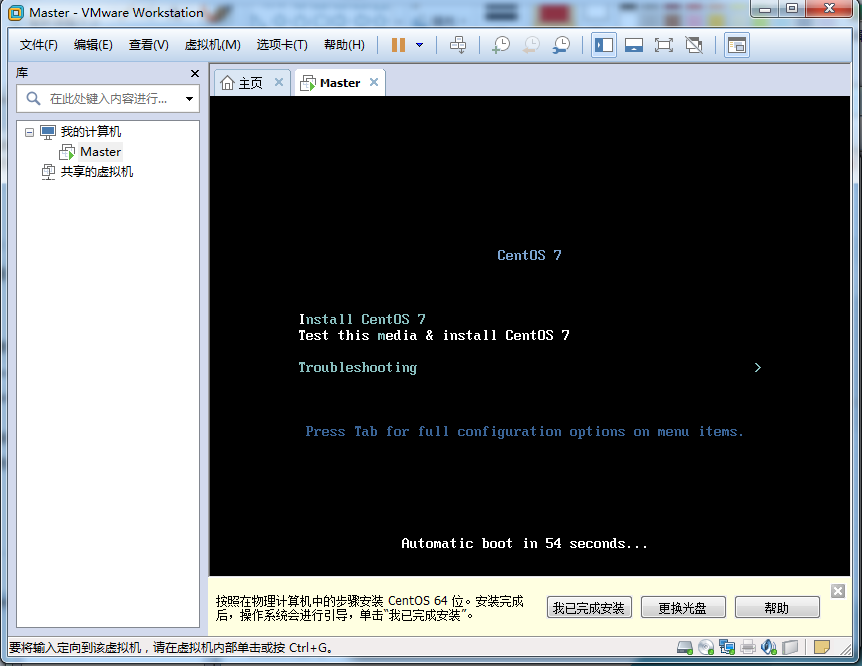 Master - VMware Workstation
文件(F) 编辑(E) 查看(V) 虚拟机(M) 选项卡(T) 帮助(H)
库
主页 Master
在此处键入内容进行...
我的计算机
Master
共享的虚拟机
CentOS 7
Install CentOS 7
Test this media & install CentOS 7
Troubleshooting >
Press Tab for full configuration options on menu items.
Automatic boot in 54 seconds...
按照在物理计算机中的步骤安装 CentOS 64 位。安装完成
后，操作系统会进行引导，单击“我已完成安装”。
我已完成安装 更换光盘 帮助
要将输入定向到该虚拟机，请在虚拟机内部单击或按 Ctrl+G。